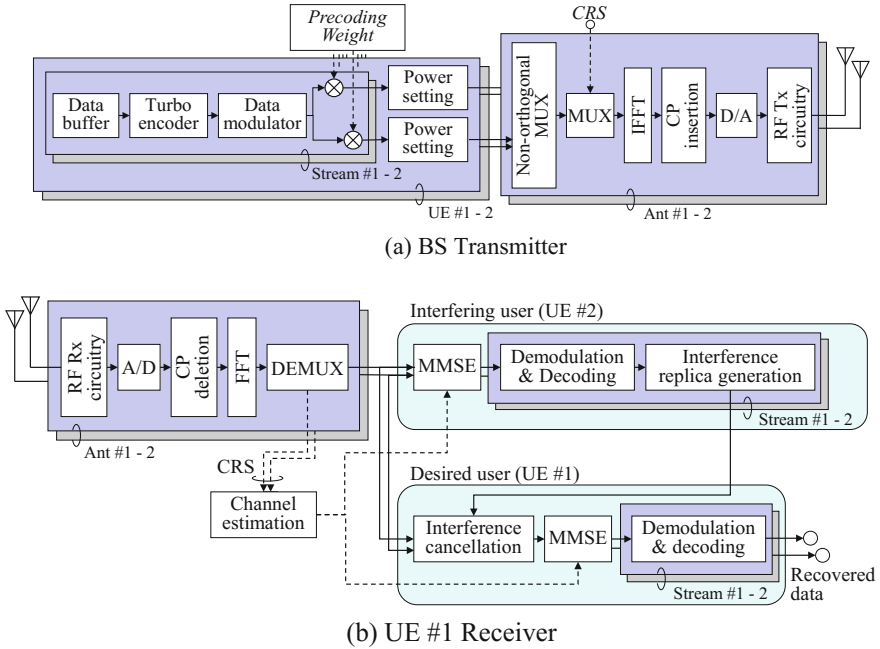 Precoding
Weight
CRS
Data
buffer
Turbo
encoder
Data
modulator
Power
setting
Power
setting
Stream #1 - 2
UE #1 - 2
Non-orthogonal
MUX
MUX
IFFT
CP
insertion
D/A
RF Tx
circuitry
Ant #1 - 2
(a) BS Transmitter
RF Rx
circuitry
A/D
CP
deletion
FFT
DEMUX
Ant #1 - 2
CRS
Channel
estimation
Interfering user (UE #2)
MMSE
Demodulation
& Decoding
Interference
replica generation
Stream #1 - 2
Desired user (UE #1)
Interference
cancellation
MMSE
Demodulation
& decoding
Stream #1 - 2
Recovered
data
(b) UE #1 Receiver